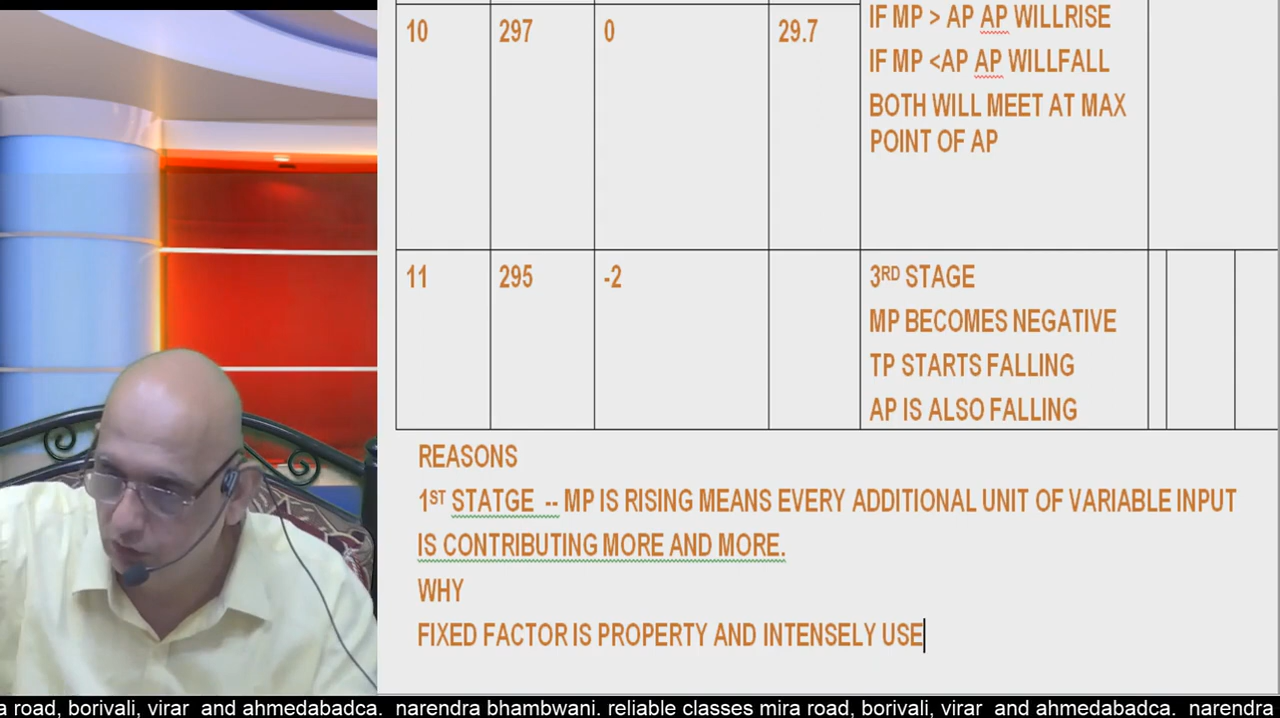 10 297 0 29.7
IF MP > AP AP WILLRISE
IF MP <AP AP WILLFALL
BOTH WILL MEET AT MAX
POINT OF AP
11 295 -2
3RD STAGE
MP BECOMES NEGATIVE
TP STARTS FALLING
AP IS ALSO FALLING
REASONS
1ST STATGE -- MP IS RISING MEANS EVERY ADDITIONAL UNIT OF VARIABLE INPUT
IS CONTRIBUTING MORE AND MORE.
WHY
FIXED FACTOR IS PROPERTY AND INTENSELY USE
a road, borivali, virar and ahmedabadca. narendra bhambwani. reliable classes mira road, borivali, virar and ahmedabadca. narendra